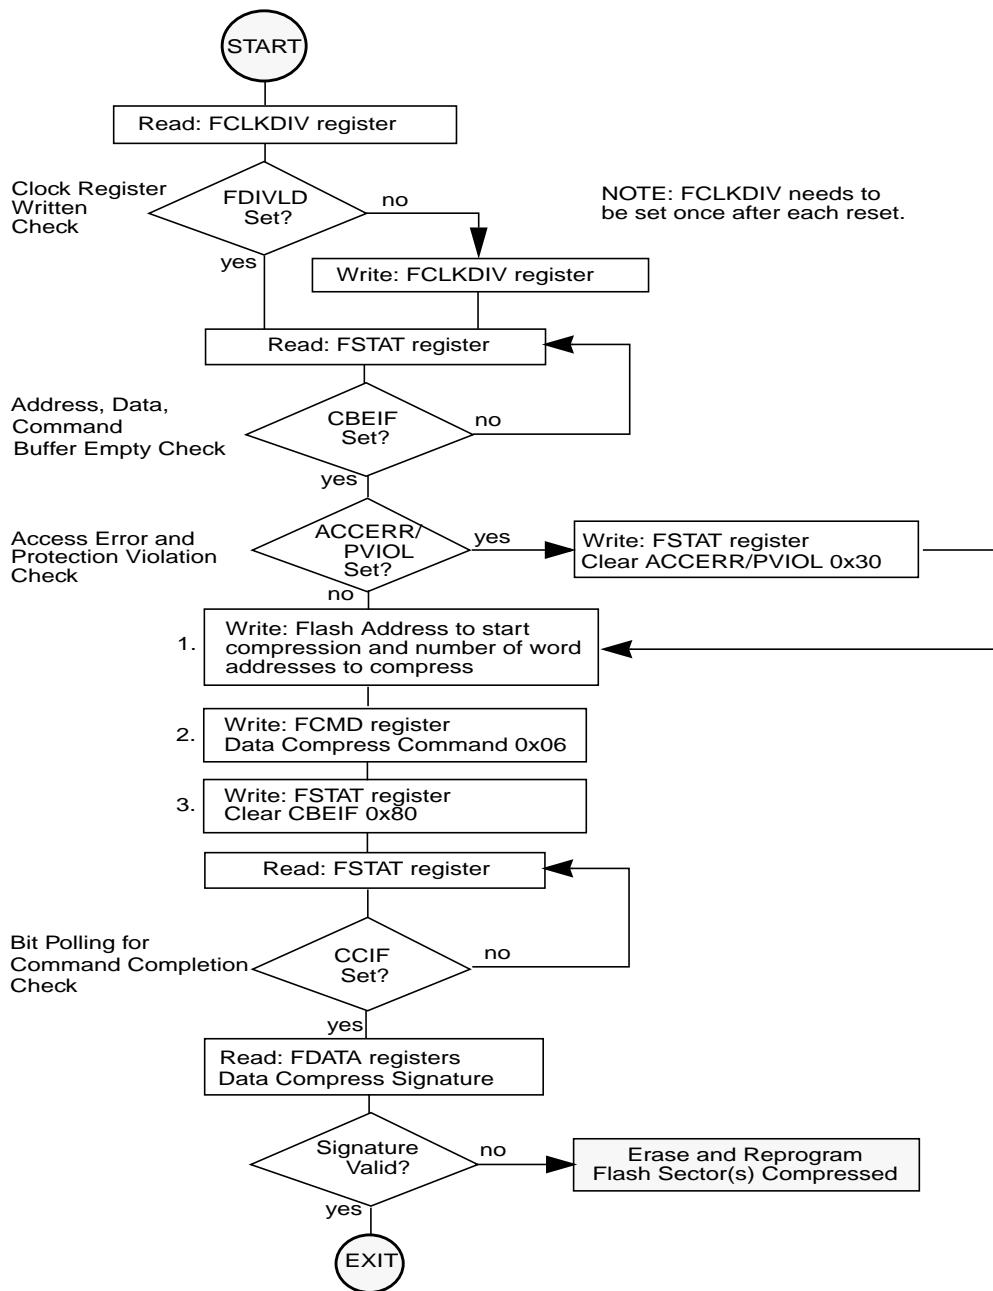 START
Read: FCLKDIV register
Clock Register
Written
Check
FDIVLD
Set?
no
yes
NOTE: FCLKDIV needs to
be set once after each reset.
Write: FCLKDIV register
Read: FSTAT register
Address, Data,
Command
Buffer Empty Check
CBEIF
Set?
no
yes
Access Error and
Protection Violation
Check
ACCERR/
PVIOL
Set?
yes
no
Write: FSTAT register
Clear ACCERR/PVIOL 0x30
1.
Write: Flash Address to start
compression and number of word
addresses to compress
2.
Write: FCMD register
Data Compress Command 0x06
3.
Write: FSTAT register
Clear CBEIF 0x80
Read: FSTAT register
Bit Polling for
Command Completion
Check
CCIF
Set?
no
yes
Read: FDATA registers
Data Compress Signature
Signature
Valid?
no
yes
Erase and Reprogram
Flash Sector(s) Compressed
EXIT